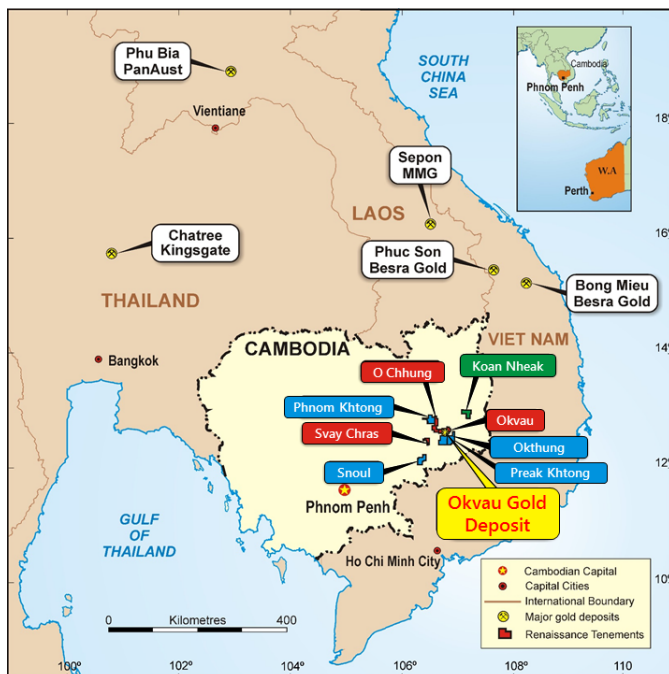 Phu Bia
PanAust
SOUTH
CHINA
SEA
Cambodia
Phnom Penh
W.A
Perth
Vientiane
18°
Sepon
MMG
LAOS
Chatree
Kingsgate
16°
Phuc Son
Besra Gold
Bong Mieu
Besra Gold
THAILAND
VIET NAM
14°
CAMBODIA
Bangkok
O Chhung
Koan Nheak
Phnom Khtong
Okvau
Svay Chras
Okthung
Snoul
Preak Khtong
12°
Phnom Penh
Okvau Gold
Deposit
GULF
OF
THAILAND
Ho Chi Minh City
10°
Cambodian Capital
Capital Cities
International Boundary
Major gold deposits
Renaissance Tenements
Kilometres
0
400
100°
102°
104°
106°
108°
110°